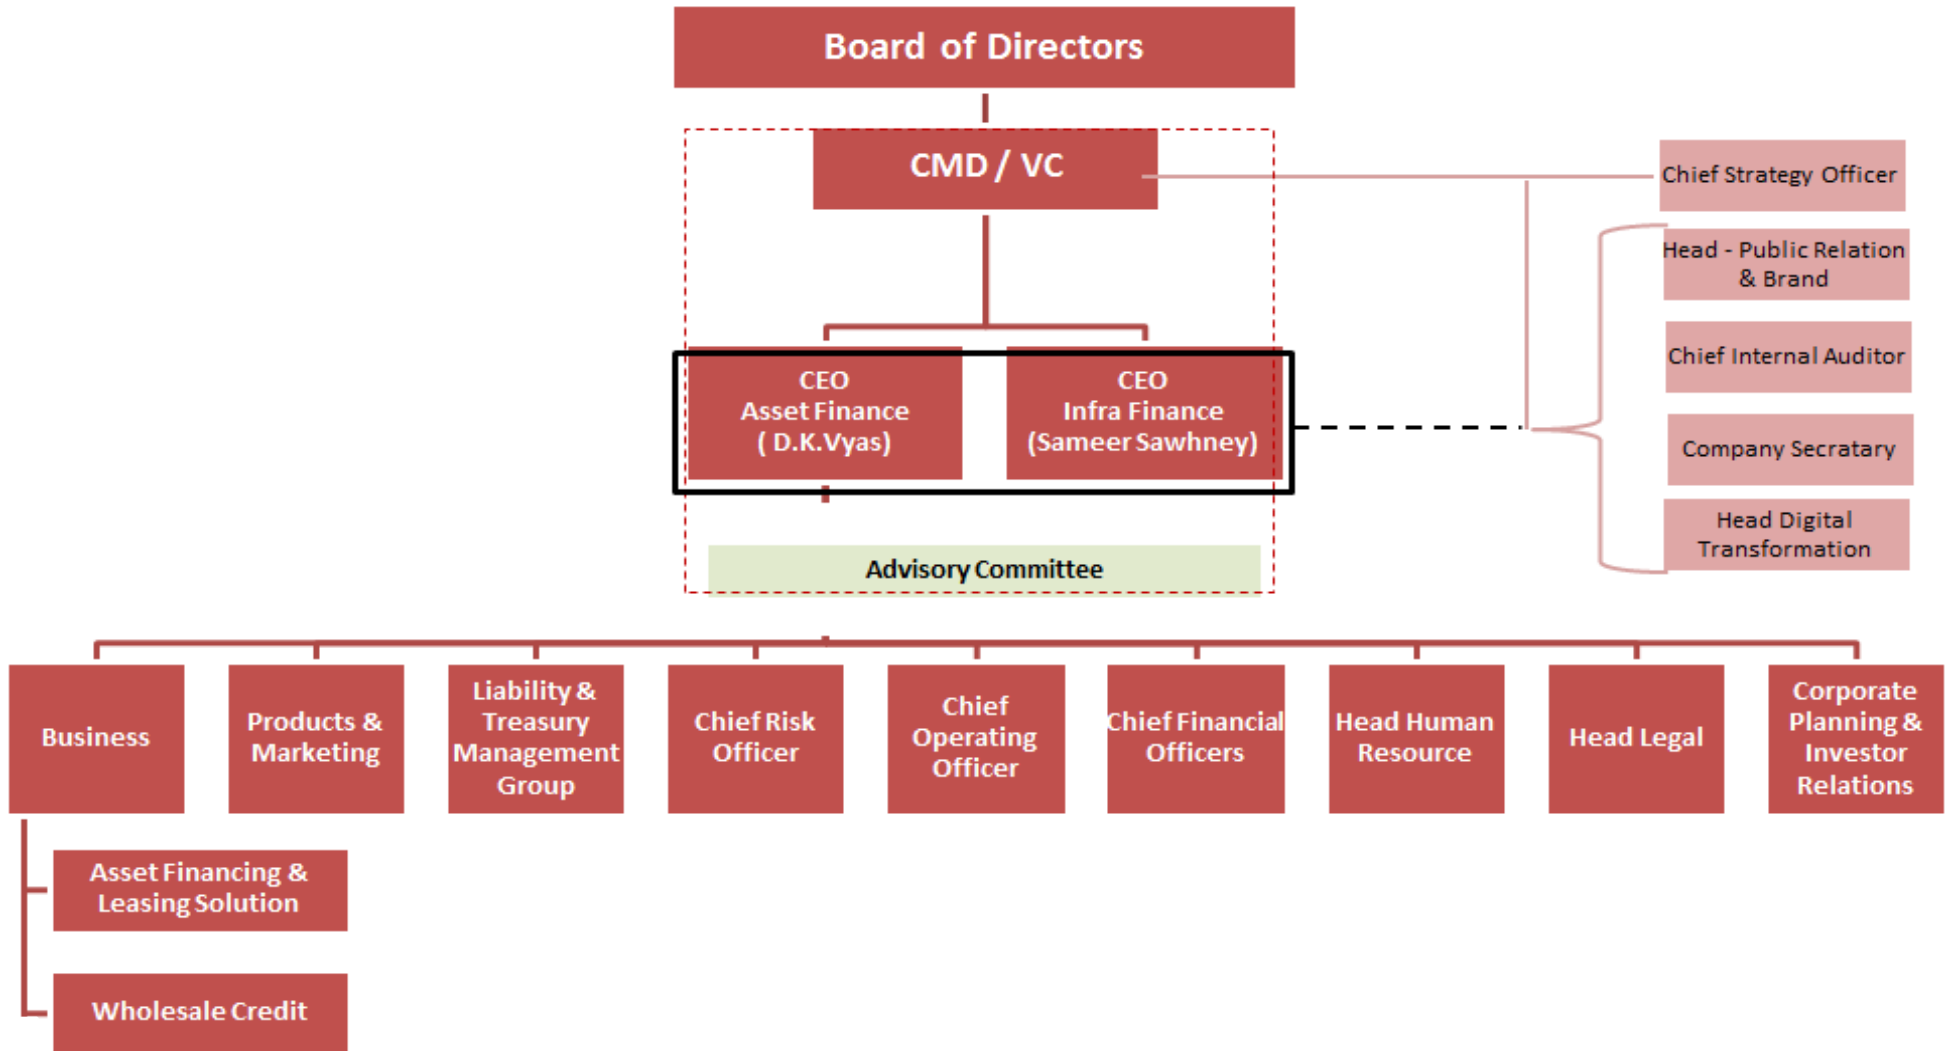 Board of Directors
CMD / VC
Chief Strategy Officer
Head - Public Relation
& Brand
Chief Internal Auditor
Company Secratary
Head Digital
Transformation
CEO
Asset Finance
( D.K.Vyas)
CEO
Infra Finance
(Sameer Sawhney)
Advisory Committee
Business
Products &
Marketing
Liability &
Treasury
Management
Group
Chief Risk
Officer
Chief
Operating
Officer
Chief Financial
Officers
Head Human
Resource
Head Legal
Corporate
Planning &
Investor
Relations
Asset Financing &
Leasing Solution
Wholesale Credit